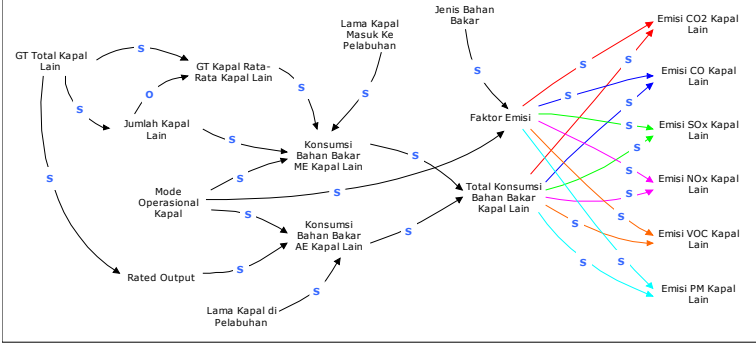 Jenis Bahan
Bakar
Lama Kapal
Masuk Ke
Pelabuhan
Emisi CO2 Kapal
Lain
GT Total Kapal
Lain
S
GT Kapal Rata-
Rata Kapal Lain
S
S
S
S
S
S
Emisi CO Kapal
Lain
O
S
S
S
S
Jumlah Kapal
Lain
Faktor Emisi
S
Emisi SOx Kapal
Lain
S
Konsumsi
Bahan Bakar
ME Kapal Lain
S
S
S
S
S
Mode
Operasional
Kapal
S
Total Konsumsi
Bahan Bakar
Kapal Lain
S
Emisi NOx Kapal
Lain
S
Konsumsi
Bahan Bakar
AE Kapal Lain
S
S
S
Emisi VOC Kapal
Lain
S
Rated Output
S
S
S
Emisi PM Kapal
Lain
Lama Kapal di
Pelabuhan